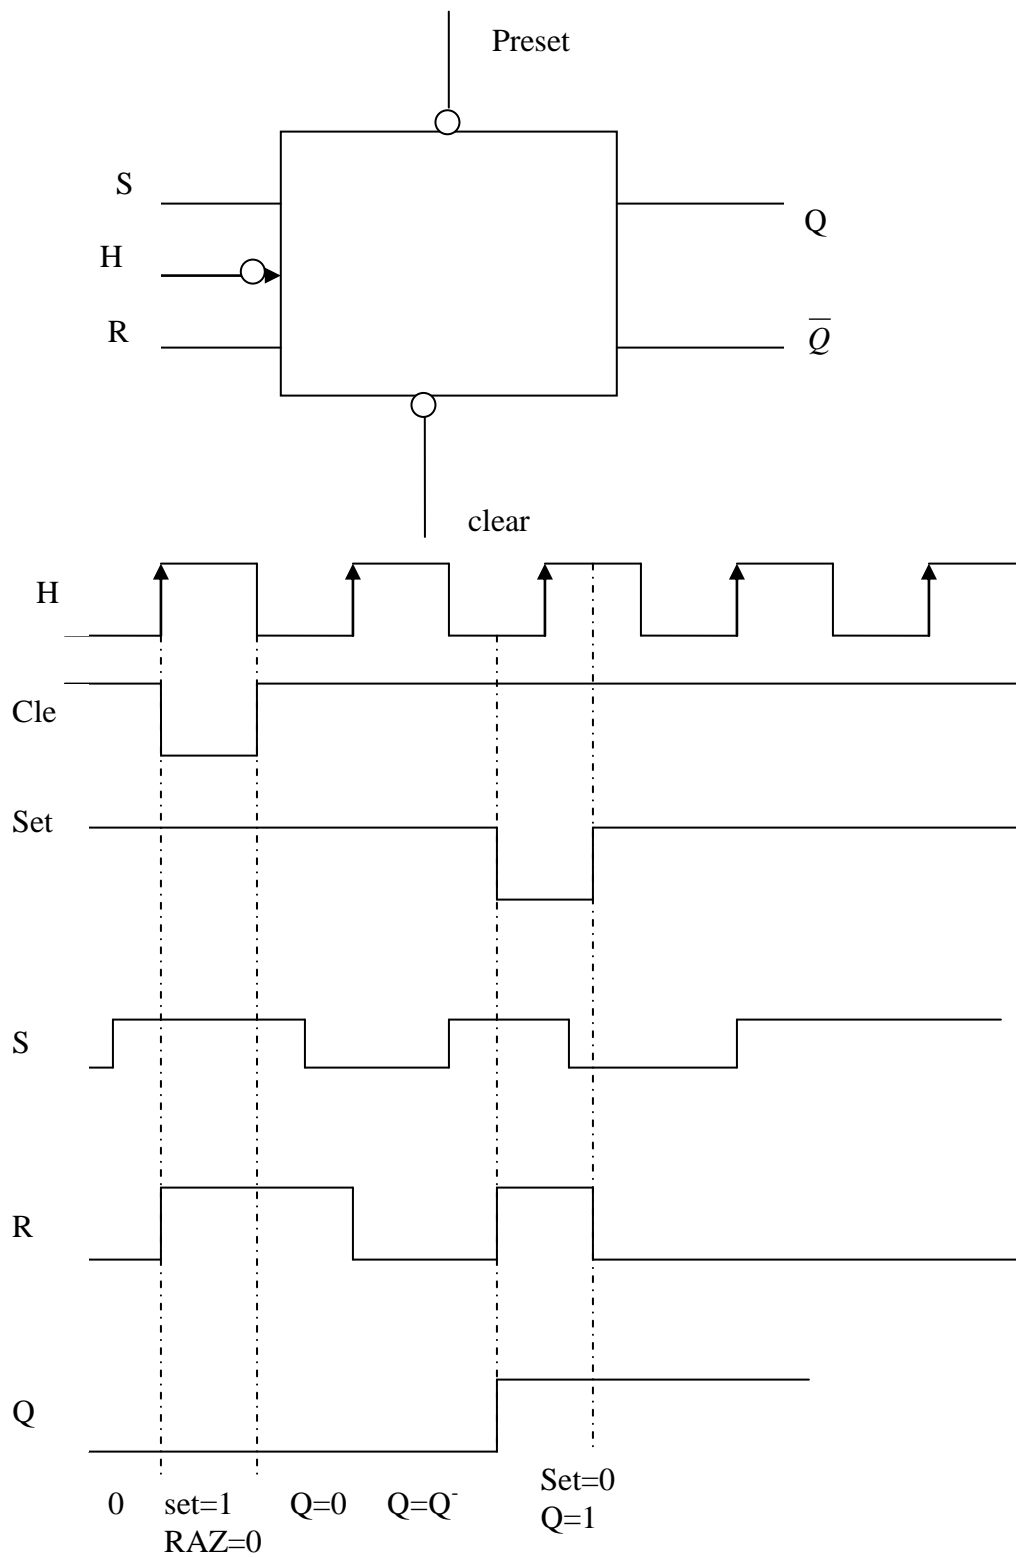 Preset
S
Q
H
R
Q̅
clear
H
Cle
Set
S
R
Q
0 set=1 Q=0 Q=Q⁻ Set=0
RAZ=0 Q=1